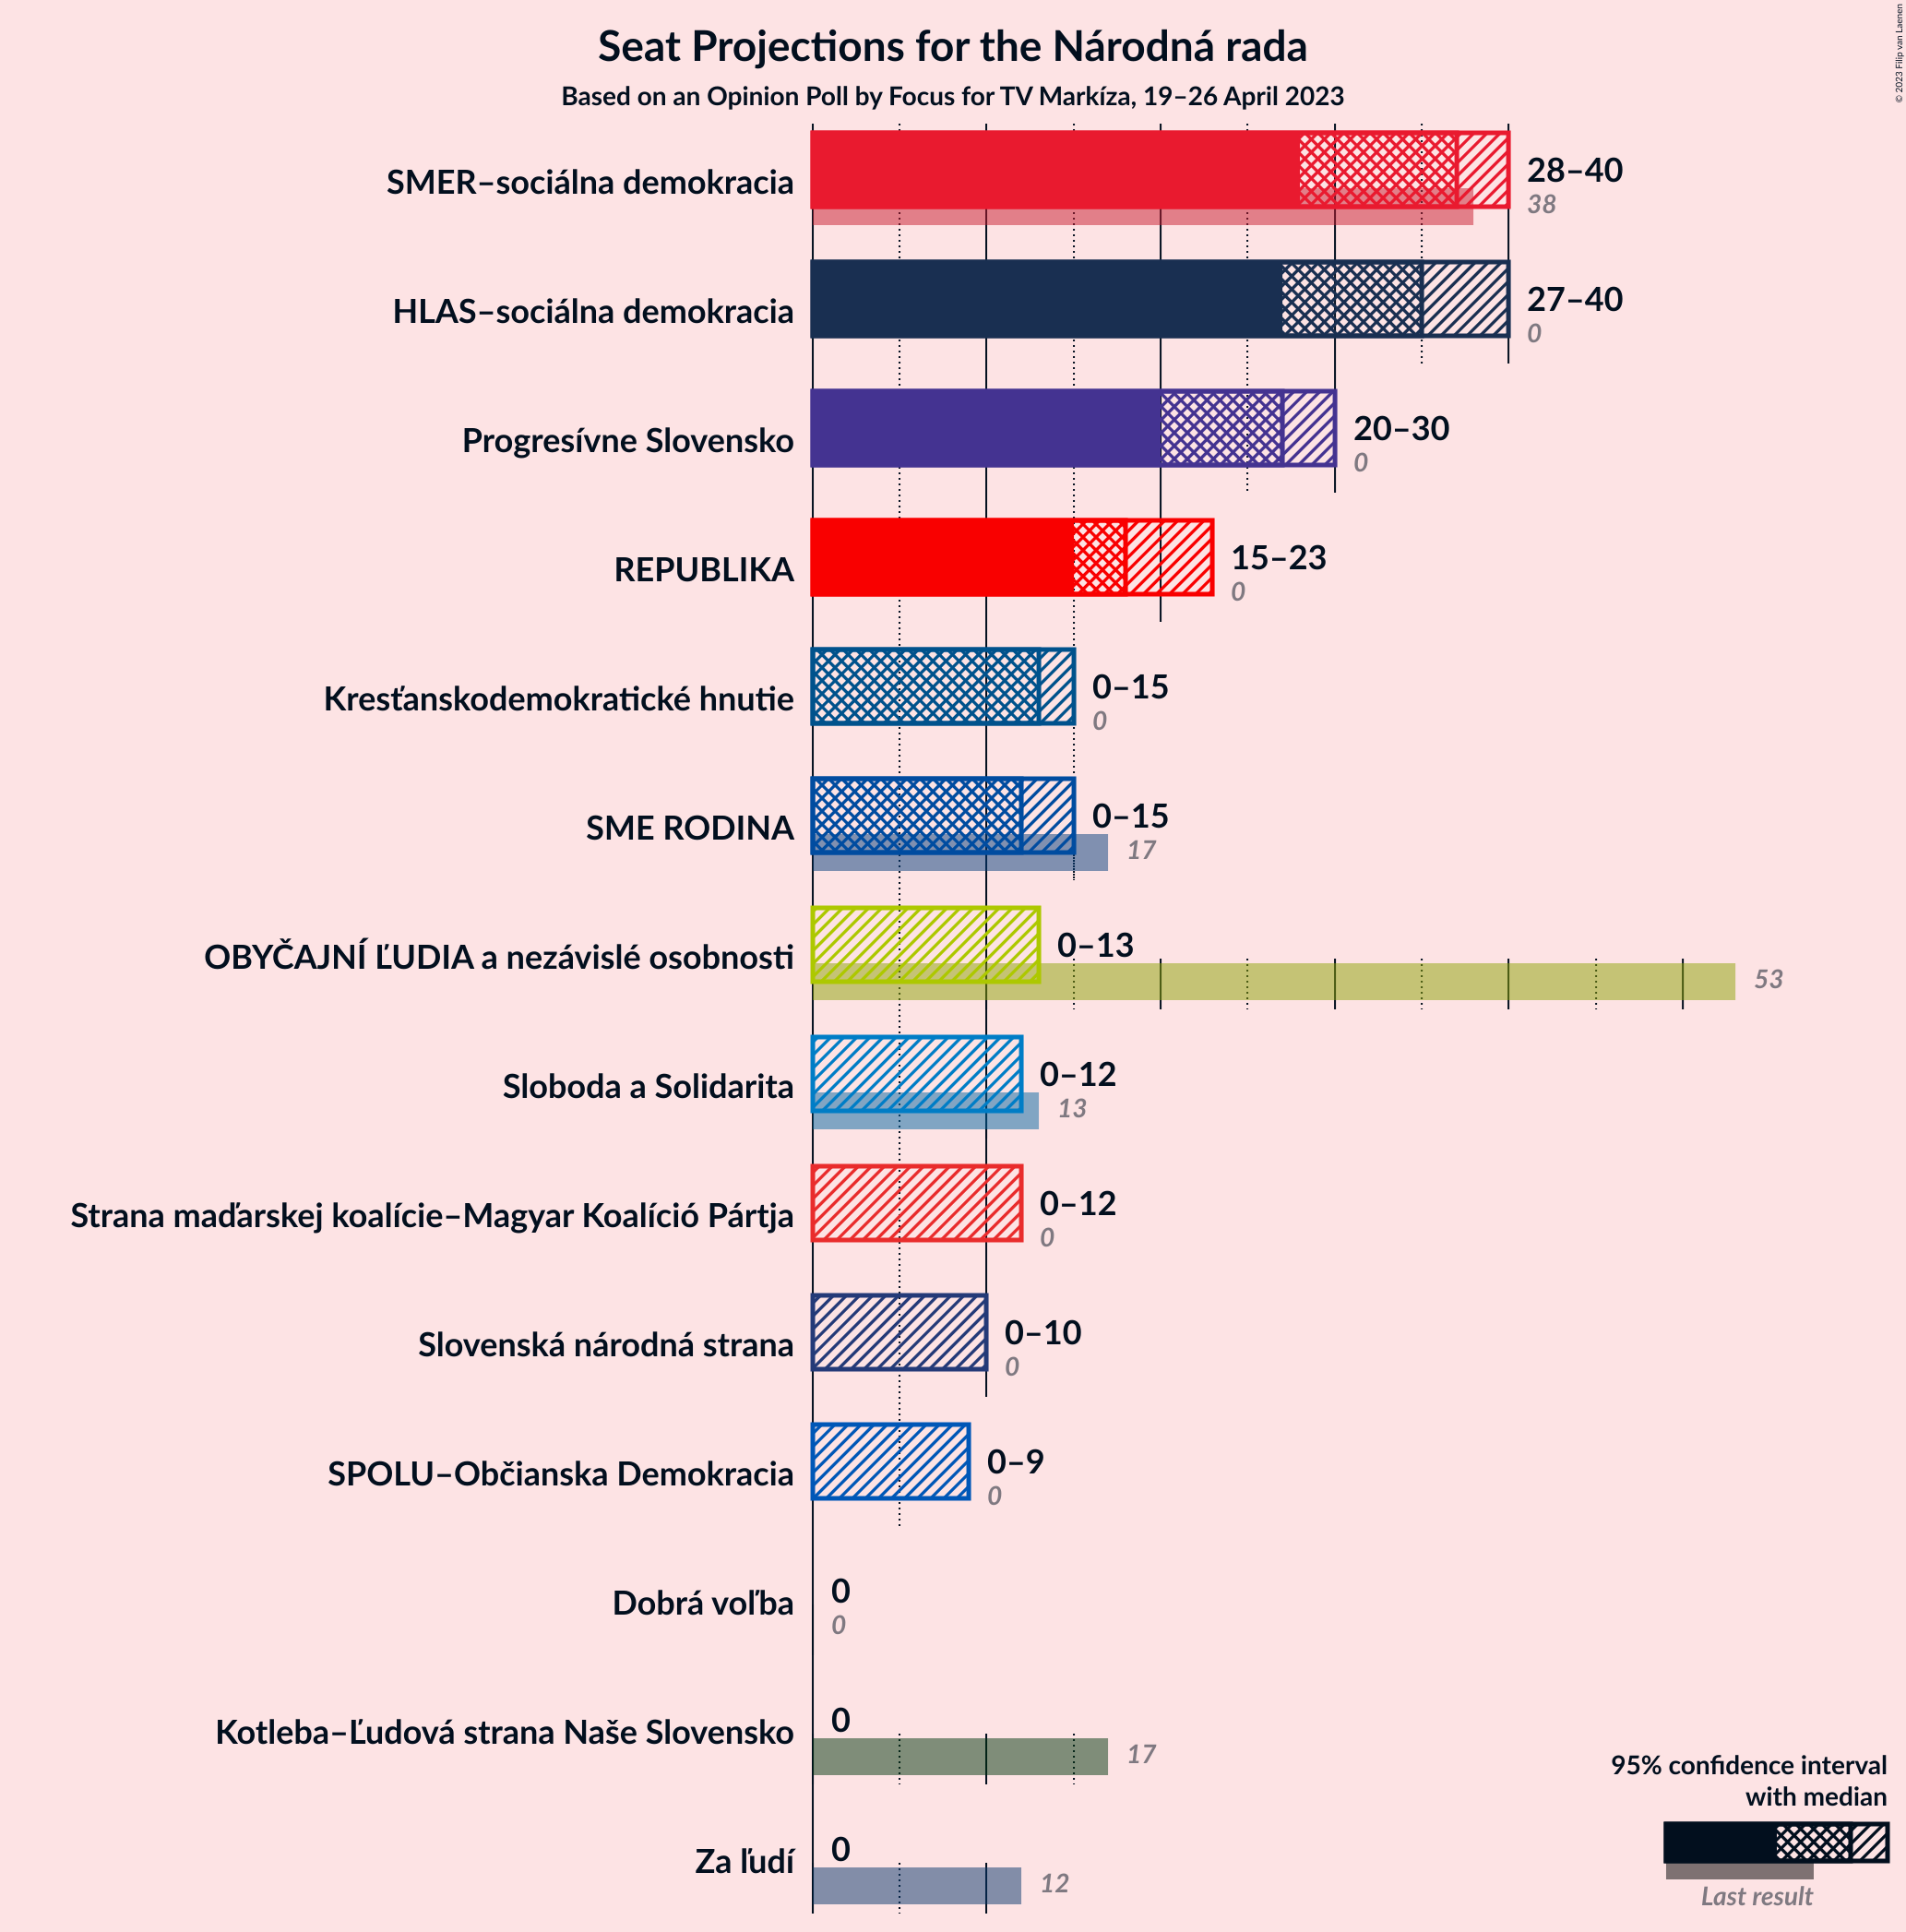 Seat Projections for the Národná rada
Based on an Opinion Poll by Focus for TV Markíza, 19–26 April 2023
© 2023 Filip van Laenen
SMER–sociálna demokracia
28–40
38
HLAS–sociálna demokracia
27–40
0
Progresívne Slovensko
20–30
0
REPUBLIKA
15–23
0
Kresťanskodemokratické hnutie
0–15
0
SME RODINA
0–15
17
OBYČAJNÍ ĽUDIA a nezávislé osobnosti
0–13
53
Sloboda a Solidarita
0–12
13
Strana maďarskej koalície–Magyar Koalíció Pártja
0–12
0
Slovenská národná strana
0–10
0
SPOLU–Občianska Demokracia
0–9
0
Dobrá voľba
0
0
Kotleba–Ľudová strana Naše Slovensko
0
17
Za ľudí
0
12
95% confidence interval
with median
Last result